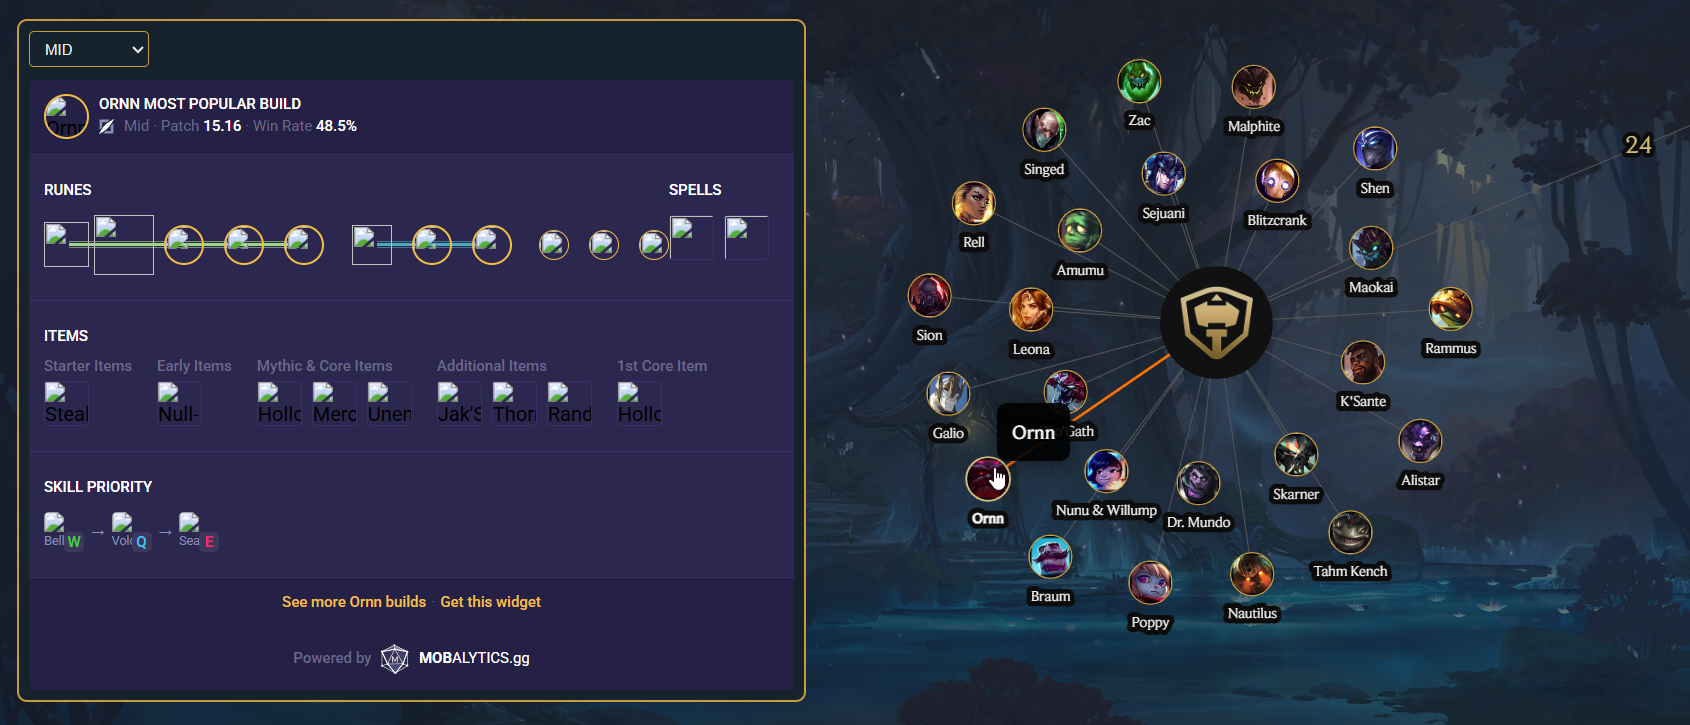 MID
ORNN MOST POPULAR BUILD
Mid · Patch 15.16 · Win Rate 48.5%
RUNES
SPELLS
ITEMS
Starter Items
Early Items
Mythic & Core Items
Additional Items
1st Core Item
Steal
Null-
Hollo
Merc
Unen
Jak'S
Thor
Rand
Hollo
SKILL PRIORITY
Bell W → Volc Q → Sea E
See more Ornn builds · Get this widget
Powered by MOBALYTICS.gg
Zac
Malphite
Singed
Shen
Sejuani
Blitzcrank
Rell
Amumu
Maokai
Sion
Leona
Rammus
K'Sante
Galio
Gath
Ornn
Alistar
Skarner
Nunu & Willump
Ornn
Dr. Mundo
Tahm Kench
Braum
Nautilus
Poppy
24